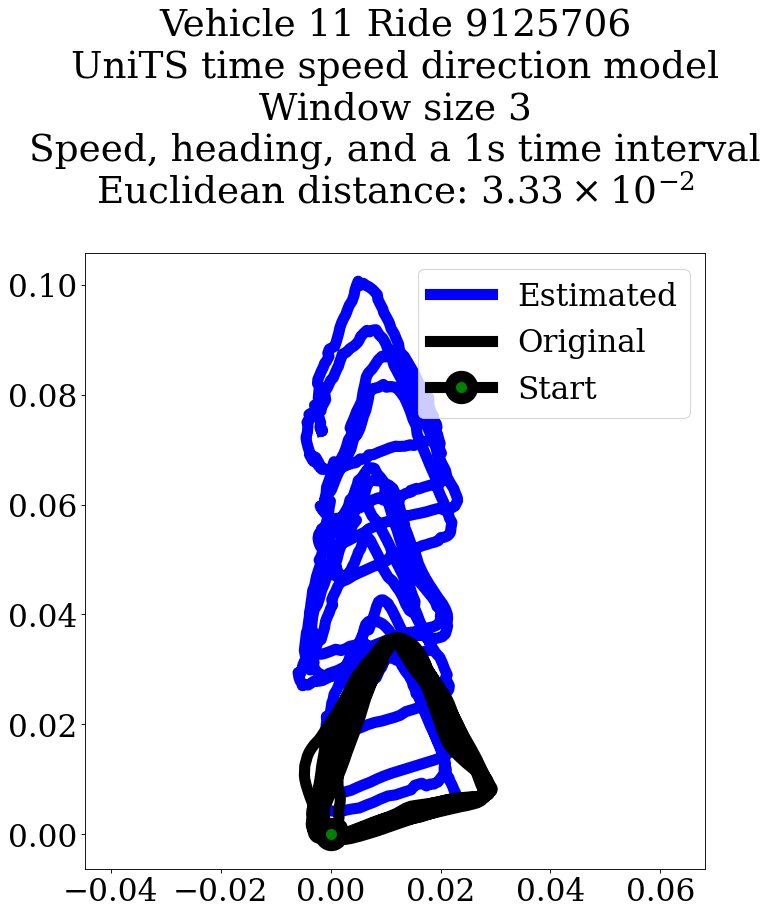 Vehicle 11 Ride 9125706
UniTS time speed direction model
Window size 3
Speed, heading, and a 1s time interval
Euclidean distance: 3.33 × 10⁻²
Estimated
Original
Start
0.10
0.08
0.06
0.04
0.02
0.00
−0.04 −0.02 0.00 0.02 0.04 0.06